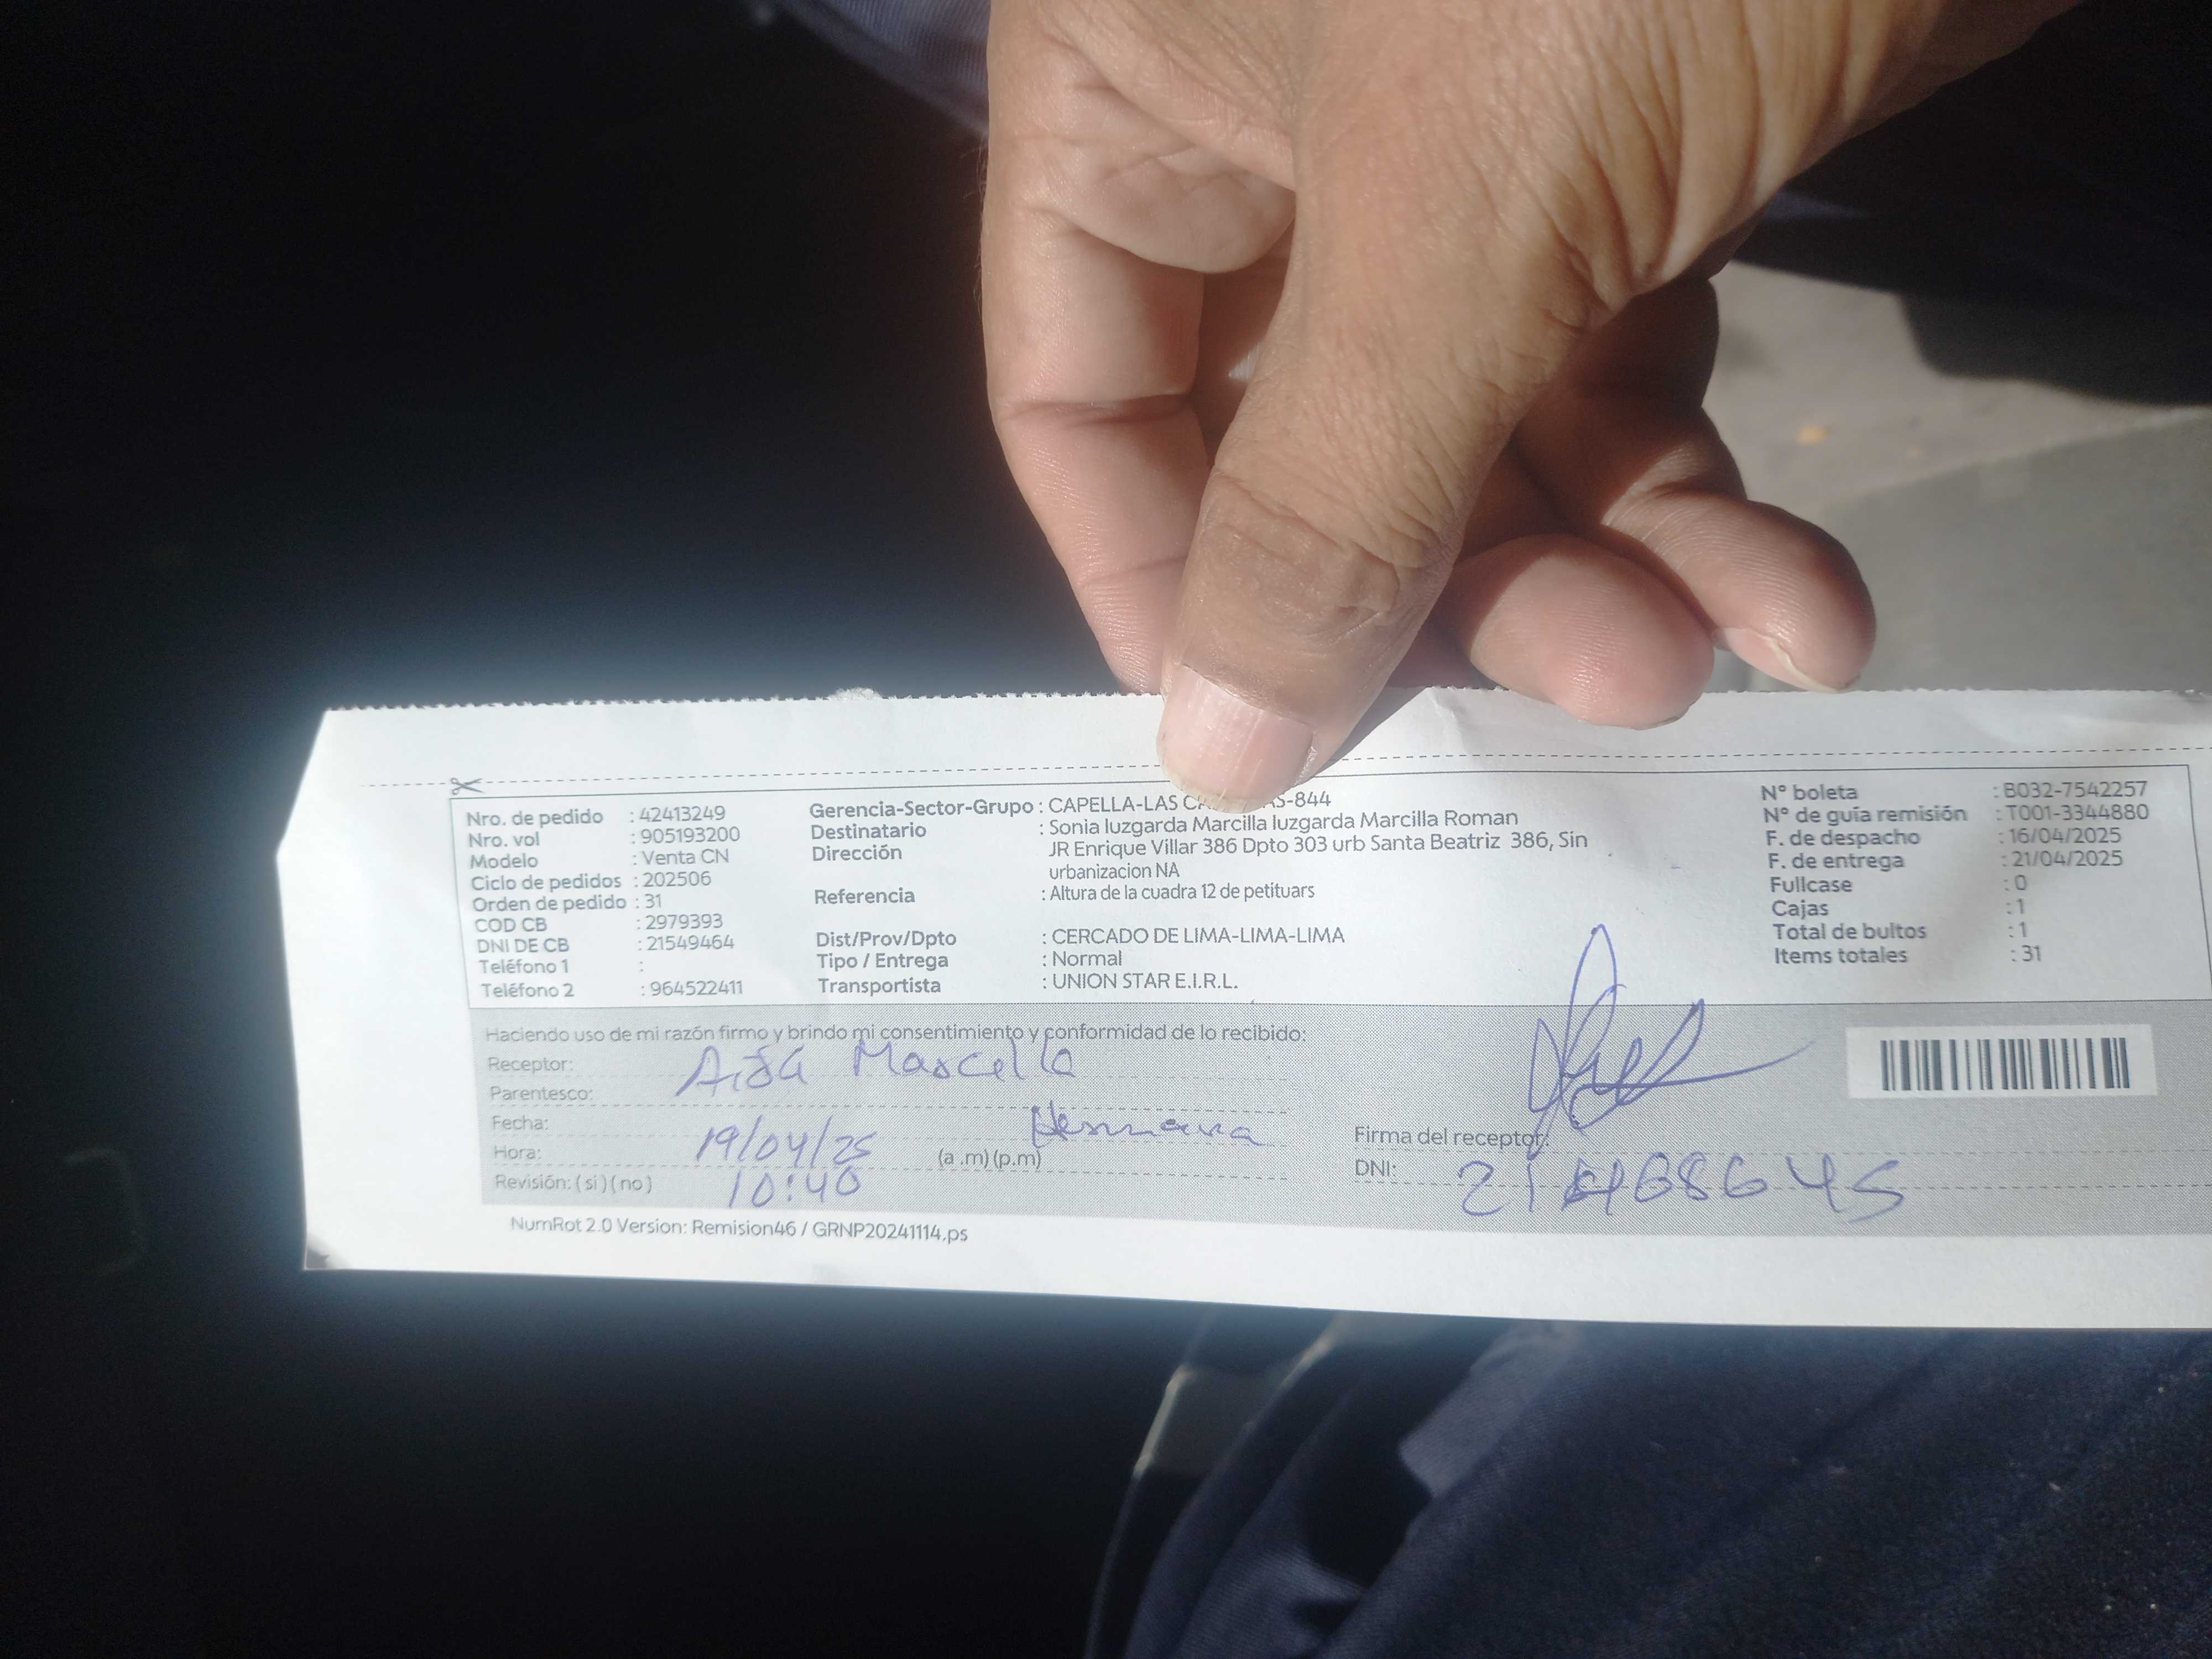 Nro. de pedido : 42413249
Nro. vol : 905193200
Modelo : Venta CN
Ciclo de pedidos : 202506
Orden de pedido : 31
COD CB : 2979393
DNI DE CB : 21549464
Teléfono 1 :
Teléfono 2 : 964522411
Gerencia-Sector-Grupo : CAPELLA-LAS -844
Destinatario : Sonia luzgarda Marcilla luzgarda Marcilla Roman
Dirección JR Enrique Villar 386 Dpto 303 urb Santa Beatriz 386, Sin
urbanizacion NA
Referencia : Altura de la cuadra 12 de petituars
Dist/Prov/Dpto : CERCADO DE LIMA-LIMA-LIMA
Tipo / Entrega : Normal
Transportista : UNION STAR E.I.R.L.
N° boleta : B032-7542257
N° de guía remisión : T001-3344880
F. de despacho : 16/04/2025
F. de entrega : 21/04/2025
Fullcase : 0
Cajas : 1
Total de bultos : 1
Items totales : 31
Haciendo uso de mi razón firmo y brindo mi consentimiento y conformidad de lo recibido:
Receptor: Aida
Parentesco: Hermana
Fecha: 19/04/25
Hora: 10:40 (a .m) (p.m)
Revisión: ( si ) ( no )
Firma del receptor:
DNI:
NumRot 2.0 Version: Remision46 / GRNP20241114.ps